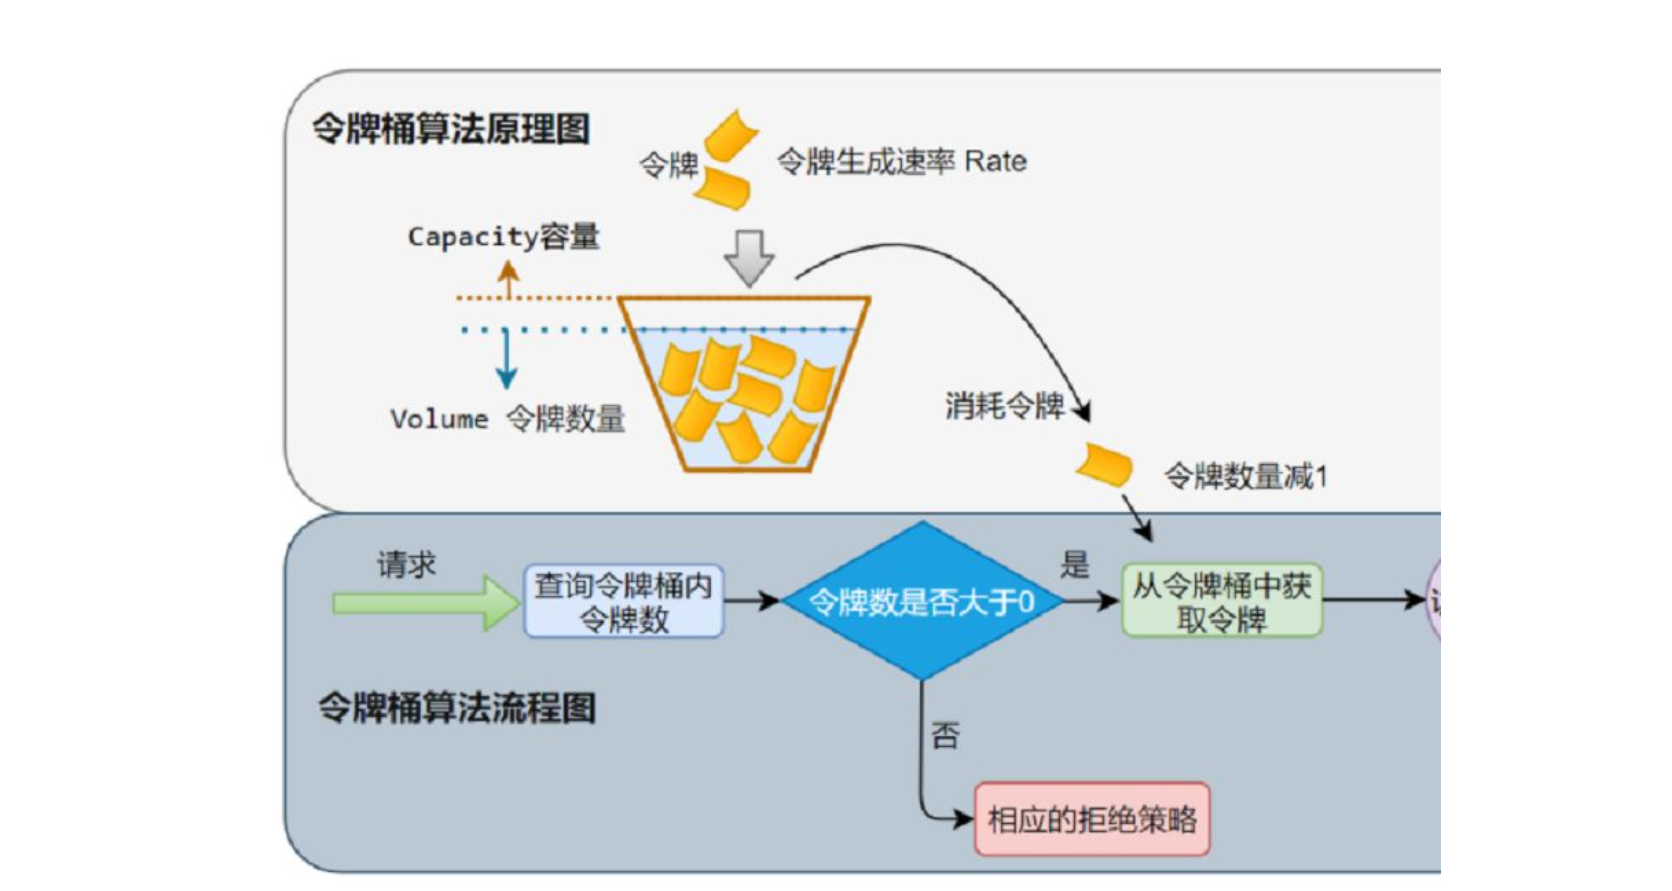 令牌桶算法原理图
令牌
令牌生成速率 Rate
Capacity容量
Volume 令牌数量
消耗令牌
令牌数量减1
请求
查询令牌桶内
令牌数
令牌数是否大于0
是
从令牌桶中获
取令牌
令牌桶算法流程图
否
相应的拒绝策略